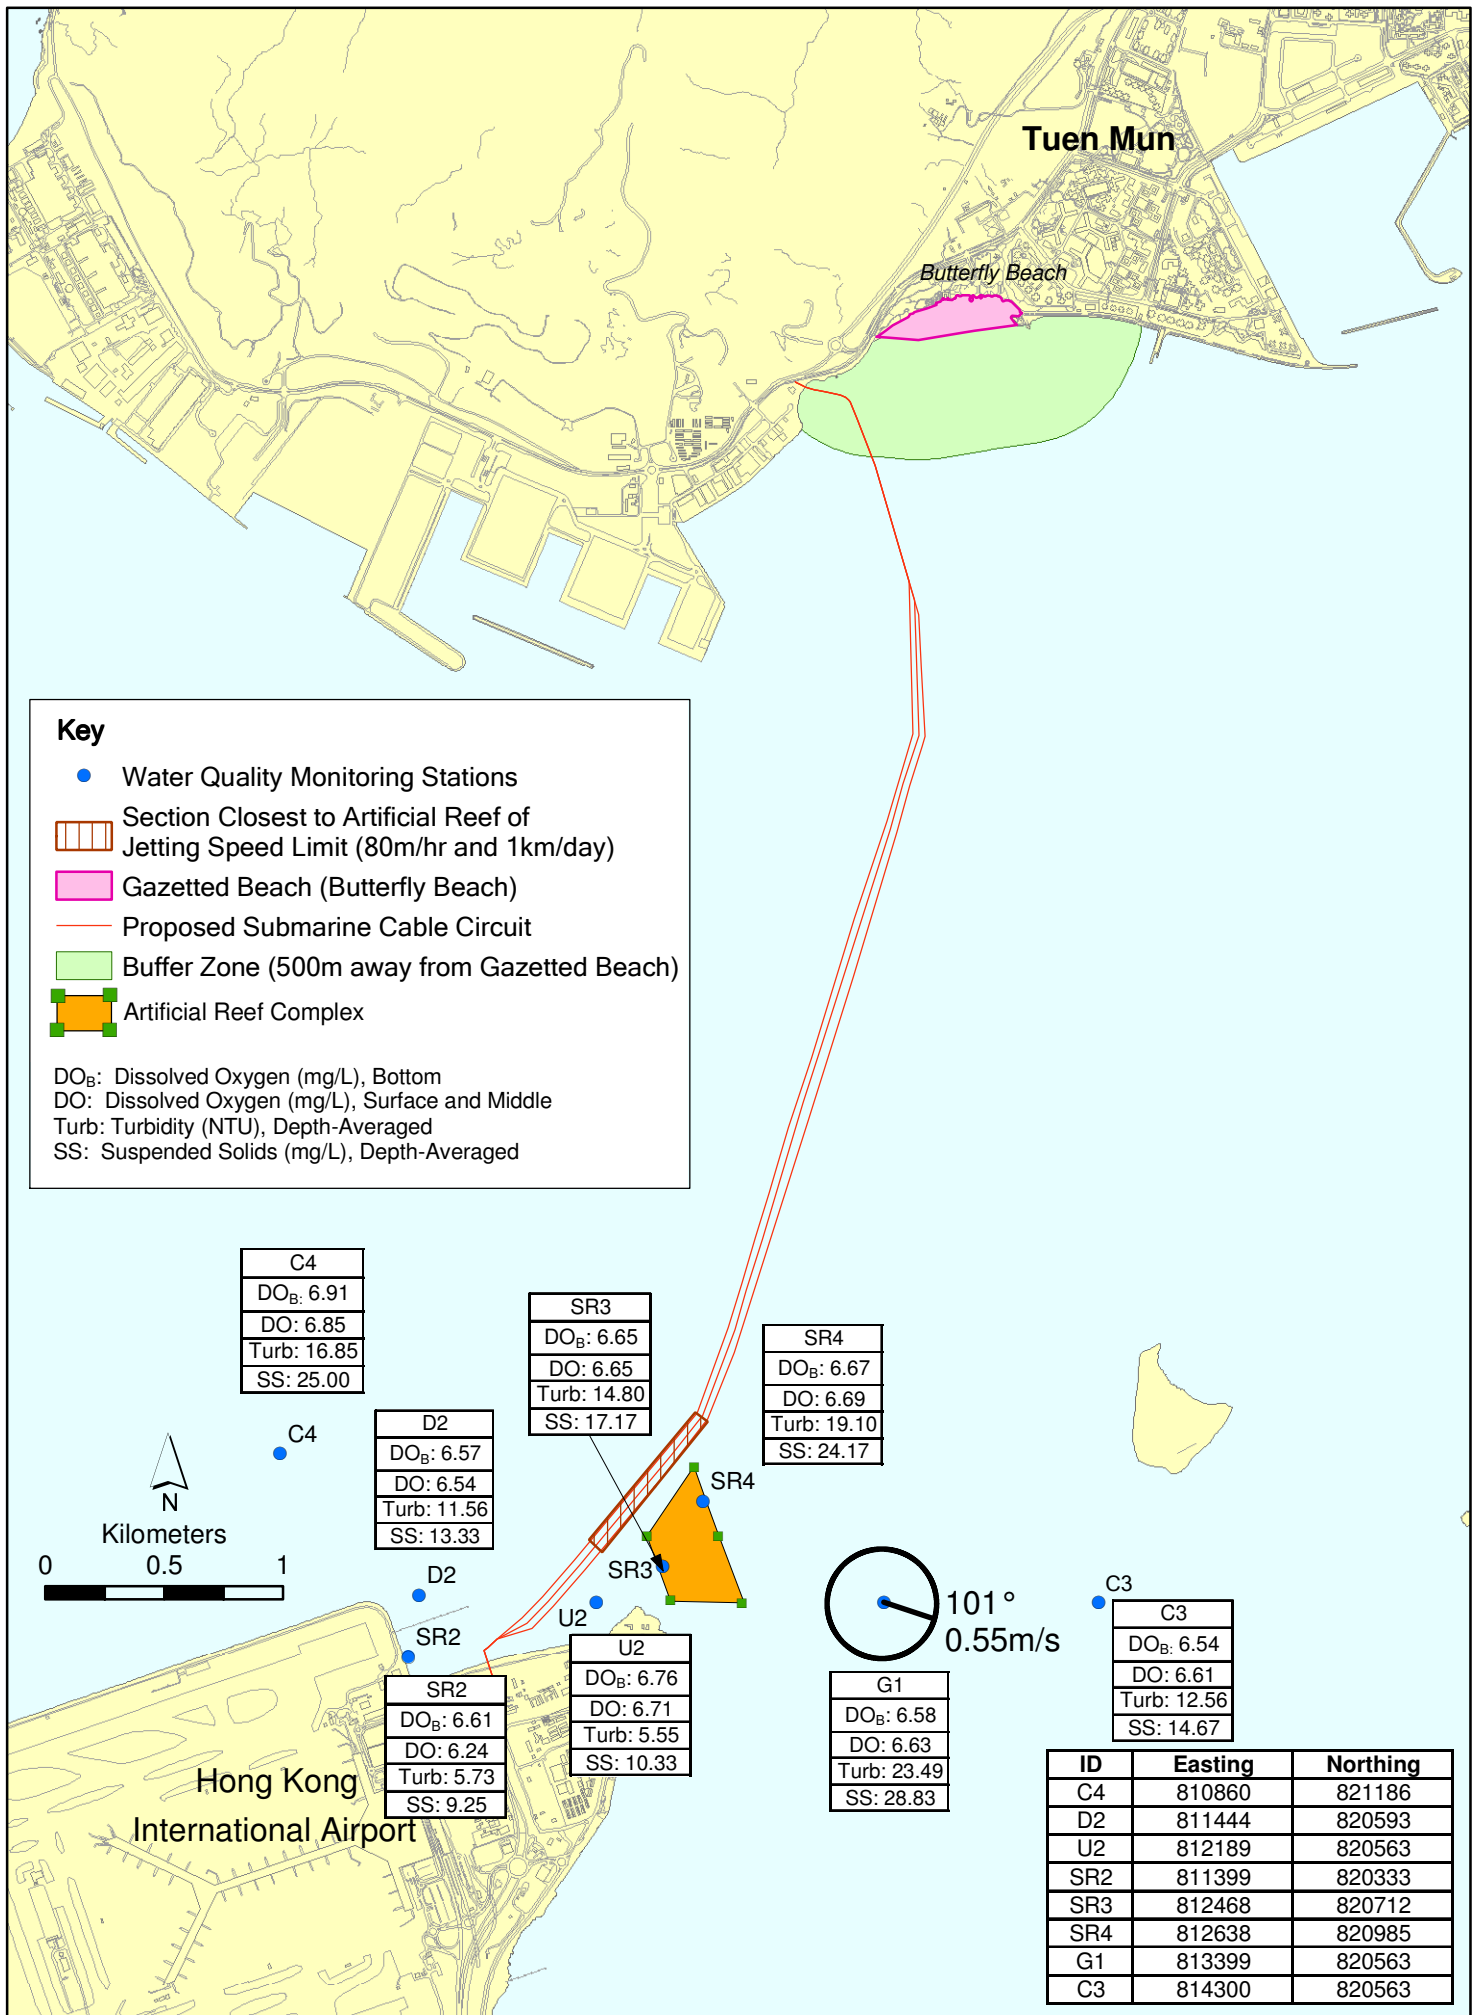 Tuen Mun
Butterfly Beach
Key
Water Quality Monitoring Stations
Section Closest to Artificial Reef of
Jetting Speed Limit (80m/hr and 1km/day)
Gazetted Beach (Butterfly Beach)
Proposed Submarine Cable Circuit
Buffer Zone (500m away from Gazetted Beach)
Artificial Reef Complex
DOB: Dissolved Oxygen (mg/L), Bottom
DO: Dissolved Oxygen (mg/L), Surface and Middle
Turb: Turbidity (NTU), Depth-Averaged
SS: Suspended Solids (mg/L), Depth-Averaged
C4
DOB: 6.91
DO: 6.85
Turb: 16.85
SS: 25.00
SR3
DOB: 6.65
DO: 6.65
Turb: 14.80
SS: 17.17
SR4
DOB: 6.67
DO: 6.69
Turb: 19.10
SS: 24.17
D2
DOB: 6.57
DO: 6.54
Turb: 11.56
SS: 13.33
C4
SR4
N
Kilometers
0 0.5 1
SR3
D2
U2
SR2
C3
101°
0.55m/s
C3
DOB: 6.54
DO: 6.61
Turb: 12.56
SS: 14.67
U2
DOB: 6.76
DO: 6.71
Turb: 5.55
SS: 10.33
SR2
DOB: 6.61
DO: 6.24
Turb: 5.73
SS: 9.25
G1
DOB: 6.58
DO: 6.63
Turb: 23.49
SS: 28.83
Hong Kong
International Airport
ID Easting Northing
C4 810860 821186
D2 811444 820593
U2 812189 820563
SR2 811399 820333
SR3 812468 820712
SR4 812638 820985
G1 813399 820563
C3 814300 820563